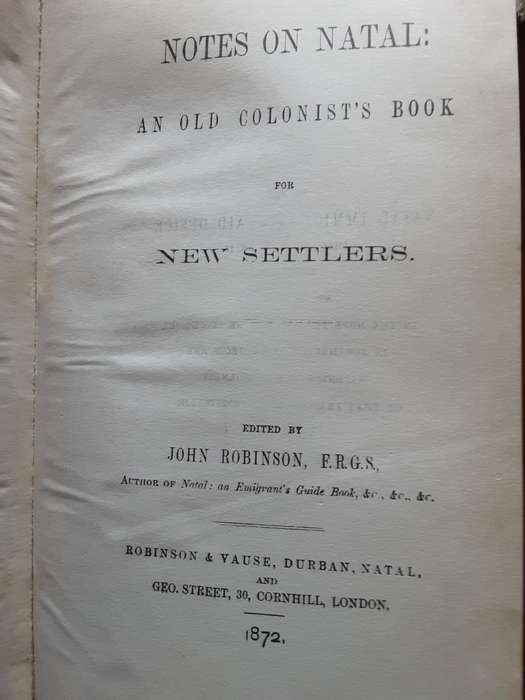 NOTES ON NATAL:
AN OLD COLONIST'S BOOK
FOR
NEW SETTLERS.
EDITED BY
JOHN ROBINSON, F.R.G.S.,
AUTHOR OF Natal: an Emigrant's Guide Book, &c., &c., &c.
ROBINSON & VAUSE, DURBAN, NATAL,
AND
GEO. STREET, 30, CORNHILL, LONDON.
1872.